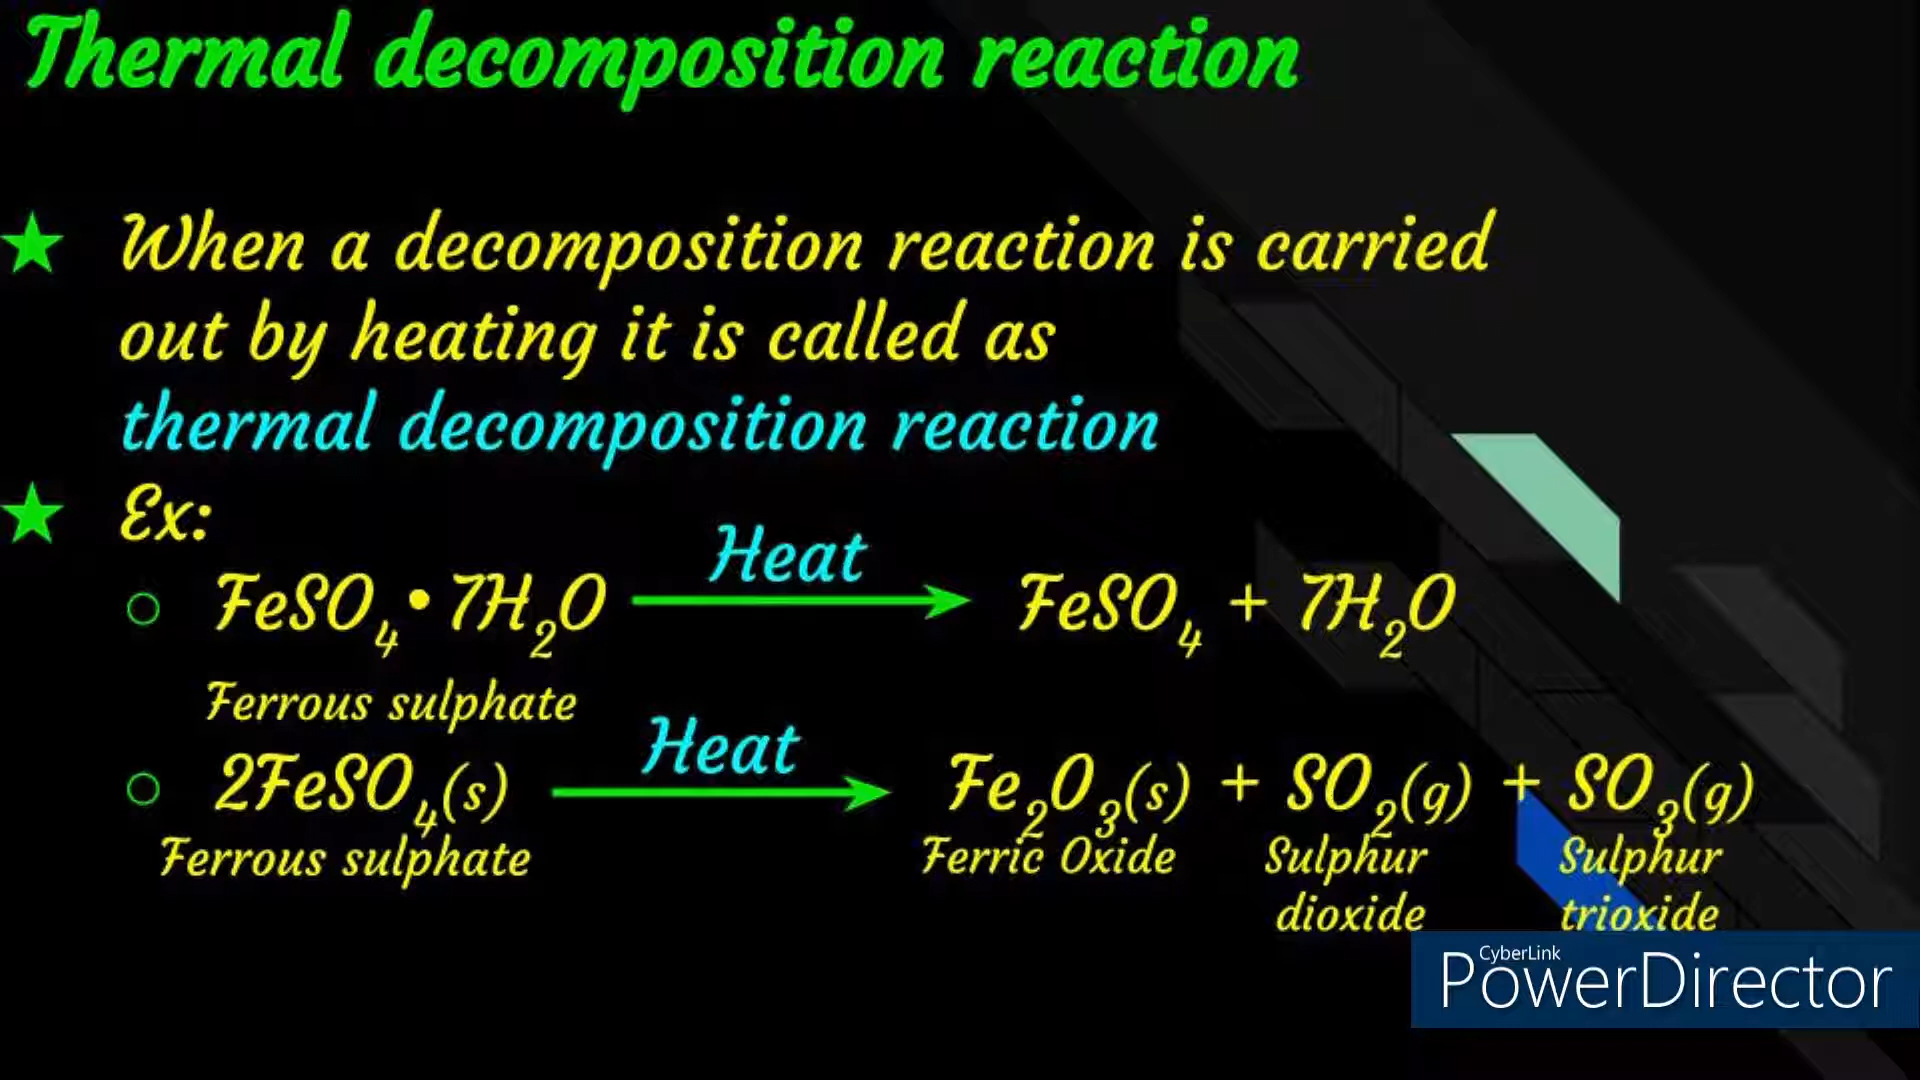 Thermal decomposition reaction
★ When a decomposition reaction is carried
out by heating it is called as
thermal decomposition reaction
★ Ex:
Heat
○ FeSO₄•7H₂O → FeSO₄ + 7H₂O
Ferrous sulphate
Heat
○ 2FeSO₄(s) → Fe₂O₃(s) + SO₂(g) + SO₃(g)
Ferrous sulphate Ferric Oxide Sulphur Sulphur
dioxide trioxide
CyberLink
PowerDirector